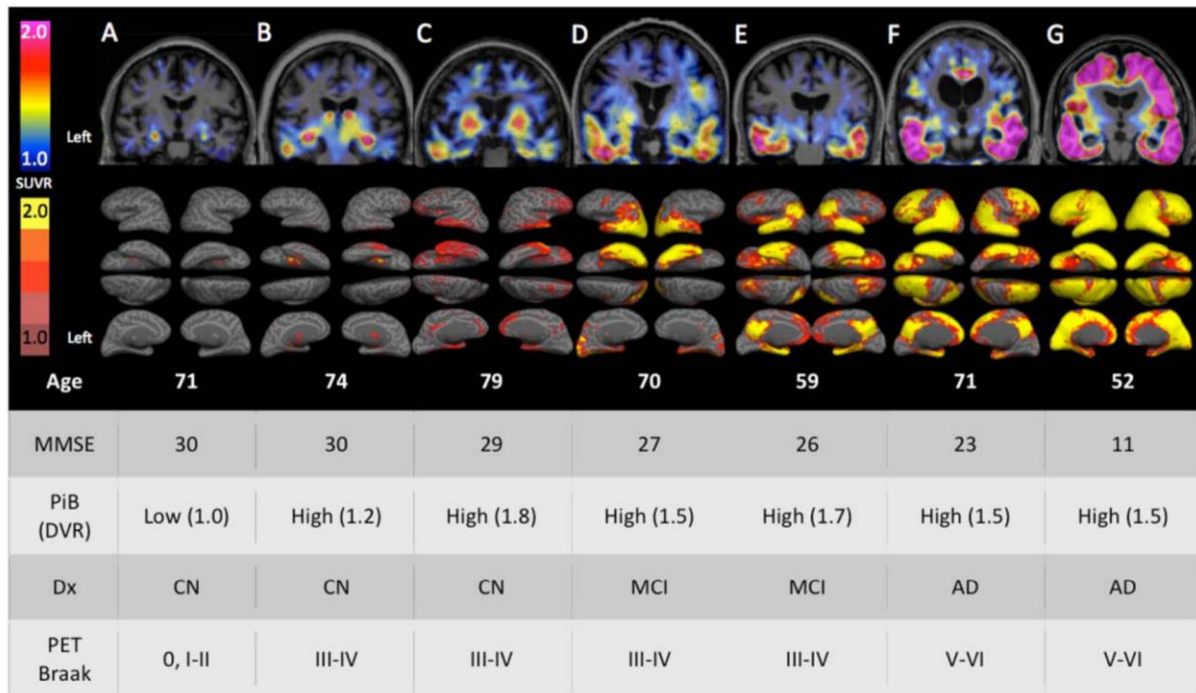 A B C D E F G
2.0
Left
1.0
SUVR
2.0
1.0
Left
Age 71 74 79 70 59 71 52
MMSE 30 30 29 27 26 23 11
PiB
(DVR) Low (1.0) High (1.2) High (1.8) High (1.5) High (1.7) High (1.5) High (1.5)
Dx CN CN CN MCI MCI AD AD
PET
Braak 0, I-II III-IV III-IV III-IV III-IV V-VI V-VI